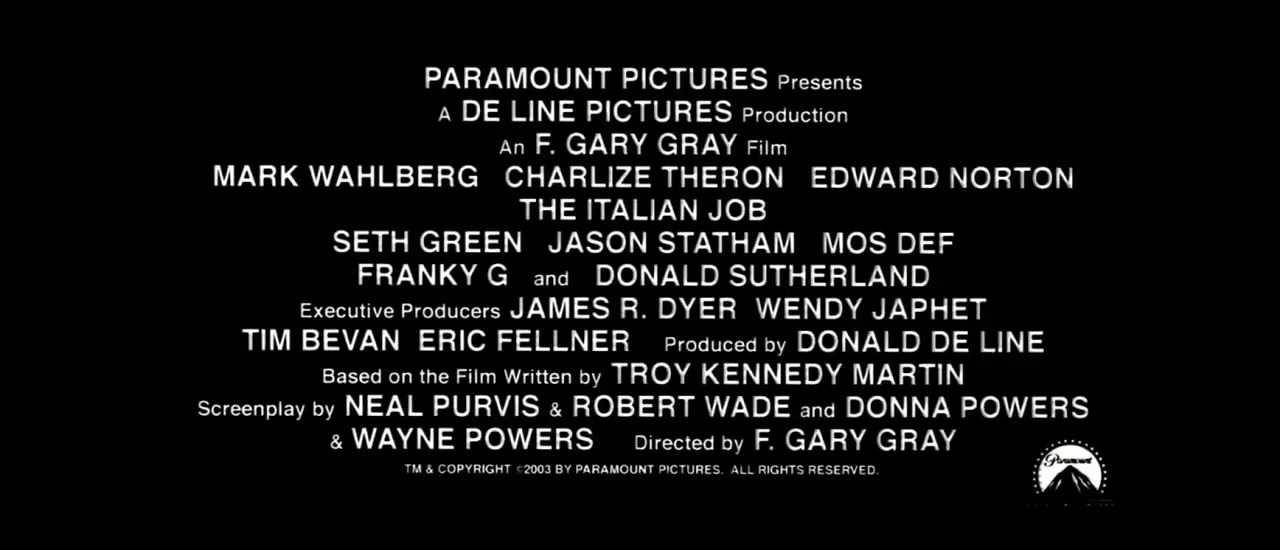 PARAMOUNT PICTURES Presents
A DE LINE PICTURES Production
An F. GARY GRAY Film
MARK WAHLBERG CHARLIZE THERON EDWARD NORTON
THE ITALIAN JOB
SETH GREEN JASON STATHAM MOS DEF
FRANKY G and DONALD SUTHERLAND
Executive Producers JAMES R. DYER WENDY JAPHET
TIM BEVAN ERIC FELLNER Produced by DONALD DE LINE
Based on the Film Written by TROY KENNEDY MARTIN
Screenplay by NEAL PURVIS & ROBERT WADE and DONNA POWERS
& WAYNE POWERS Directed by F. GARY GRAY
TM & COPYRIGHT ©2003 BY PARAMOUNT PICTURES. ALL RIGHTS RESERVED.
Paramount